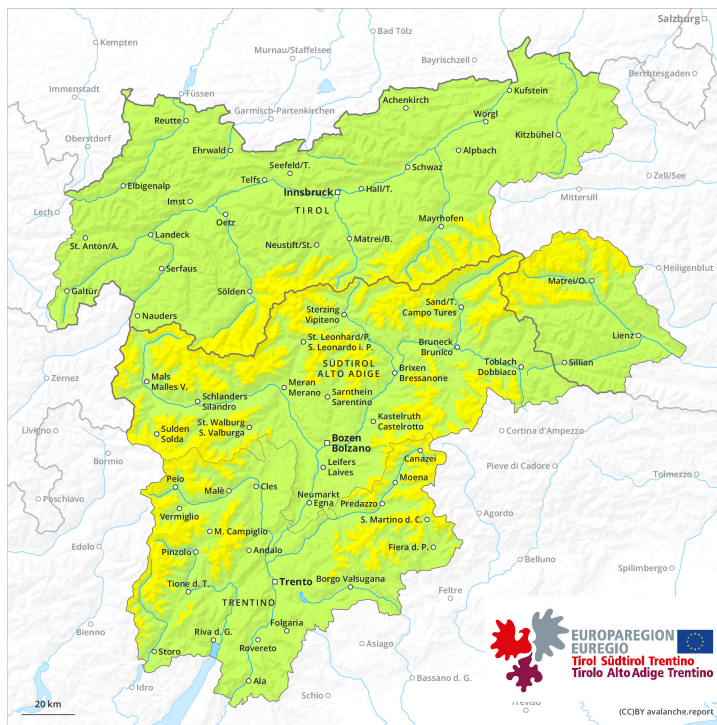 Salzburg
Bad Tölz
Kempten
Murnau/Staffelsee
Bayrischzell
Berchtesgaden
Immenstadt
Füssen
Kufstein
Achenkirch
Garmisch-Partenkirchen
Wörgl
Reutte
Kitzbühel
Oberstdorf
Ehrwald
Alpbach
Seefeld/T.
Schwaz
Zell/See
Telfs
Elbigenalp
Innsbruck
Hall/T.
Mittersill
Imst
TIROL
Lech
Oetz
Mayrhofen
St. Anton/A.
Landeck
Neustift/St.
Matrei/B.
Serfaus
Heiligenblut
Matrei/O.
Galtür
Sölden
Sand/T.
Campo Tures
Nauders
Sterzing
Vipiteno
Lienz
St. Leonhard/P.
S. Leonardo i. P.
Bruneck
Brunico
Toblach
Dobbiaco
Sillian
SÜDTIROL
ALTO ADIGE
Brixen
Bressanone
Zernez
Mals
Malles V.
Meran
Merano
Sarnthein
Sarentino
Schlanders
Silandro
St. Walburg
S. Valburga
Kastelruth
Castelrotto
Livigno
Sulden
Solda
Cortina d'Ampezzo
Bozen
Bolzano
Bormio
Canazei
Leifers
Laives
Pieve di Cadore
Tolmezzo
Peio
Cles
Moena
Malè
Poschiavo
Neumarkt
Egna
Predazzo
Vermiglio
Agordo
S. Martino d. C.
M. Campiglio
Edolo
Pinzolo
Andalo
Fiera d. P.
Belluno
Spilimbergo
Tione d. T.
Trento
Borgo Valsugana
Feltre
TRENTINO
Folgaria
Bienno
Riva d. G.
Rovereto
Asiago
Storo
Ala
Bassano d. G.
Idro
Schio
Treviso
EUROPAREGION
EUREGIO
Tirol Südtirol Trentino
Tirolo Alto Adige Trentino
20 km
(CC)BY avalanche.report